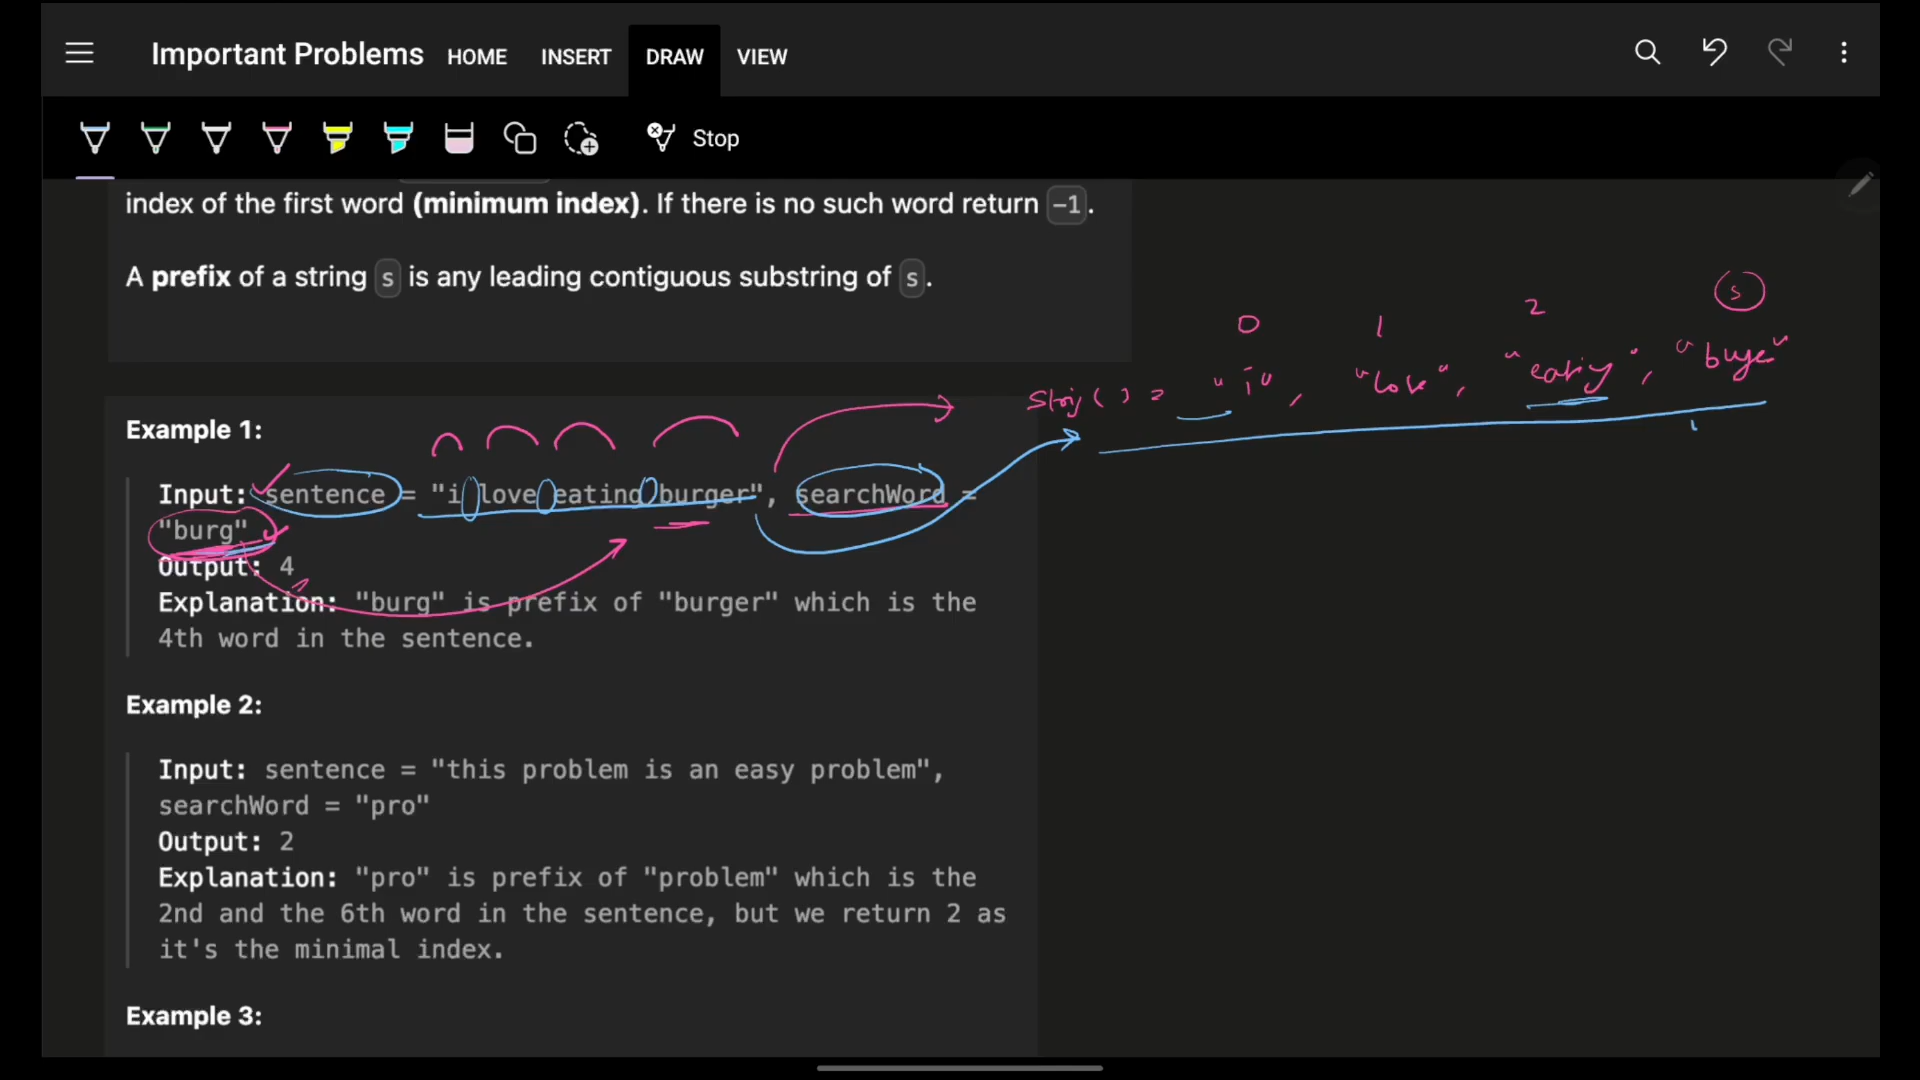 Important Problems HOME INSERT DRAW VIEW
Stop
index of the first word (minimum index). If there is no such word return -1.
A prefix of a string s is any leading contiguous substring of s.
0 1 2
"i", "love",
Example 1:
Input: sentence = "i love eating burger", searchWord =
"burg"
Output: 4
Explanation: "burg" is prefix of "burger" which is the
4th word in the sentence.
Example 2:
Input: sentence = "this problem is an easy problem",
searchWord = "pro"
Output: 2
Explanation: "pro" is prefix of "problem" which is the
2nd and the 6th word in the sentence, but we return 2 as
it's the minimal index.
Example 3: